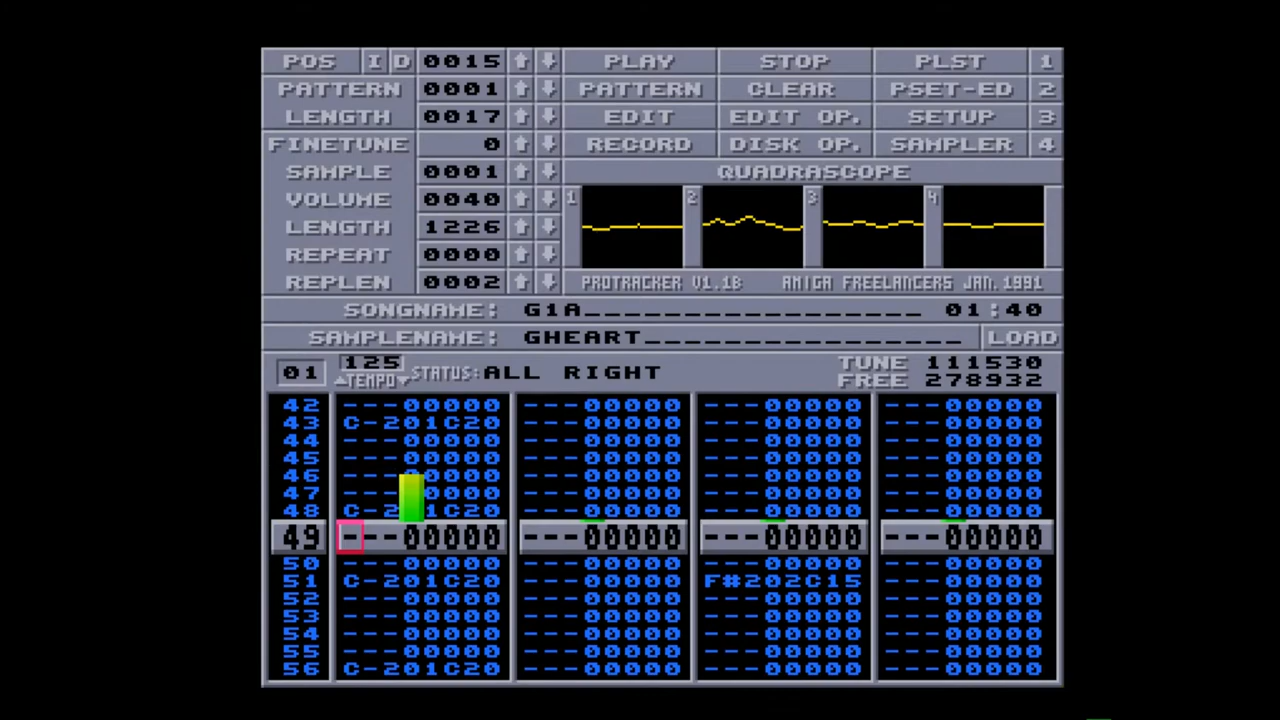 POS I D 0015 PLAY STOP PLST 1
PATTERN 0001 PATTERN CLEAR PSET-ED 2
LENGTH 0017 EDIT EDIT OP. SETUP 3
FINETUNE 0 RECORD DISK OP. SAMPLER 4
SAMPLE 0001 QUADRASCOPE
VOLUME 0040 1 2 3 4
LENGTH 1226
REPEAT 0000
REPLEN 0002 PROTRACKER V1.1B AMIGA FREELANCERS JAN.1991
SONGNAME: G1A_________________ 01:40
SAMPLENAME: GHEART________________ LOAD
01 125 TEMPO STATUS:ALL RIGHT TUNE 111530
FREE 278932
42 ---00000 ---00000 ---00000 ---00000
43 C-201C20 ---00000 ---00000 ---00000
44 ---00000 ---00000 ---00000 ---00000
45 ---00000 ---00000 ---00000 ---00000
46 ---00000 ---00000 ---00000 ---00000
47 ---0000 ---00000 ---00000 ---00000
48 C-2 1C20 ---00000 ---00000 ---00000
49 ---00000 ---00000 ---00000 ---00000
50 ---00000 ---00000 ---00000 ---00000
51 C-201C20 ---00000 F#202C15 ---00000
52 ---00000 ---00000 ---00000 ---00000
53 ---00000 ---00000 ---00000 ---00000
54 ---00000 ---00000 ---00000 ---00000
55 ---00000 ---00000 ---00000 ---00000
56 C-201C20 ---00000 ---00000 ---00000